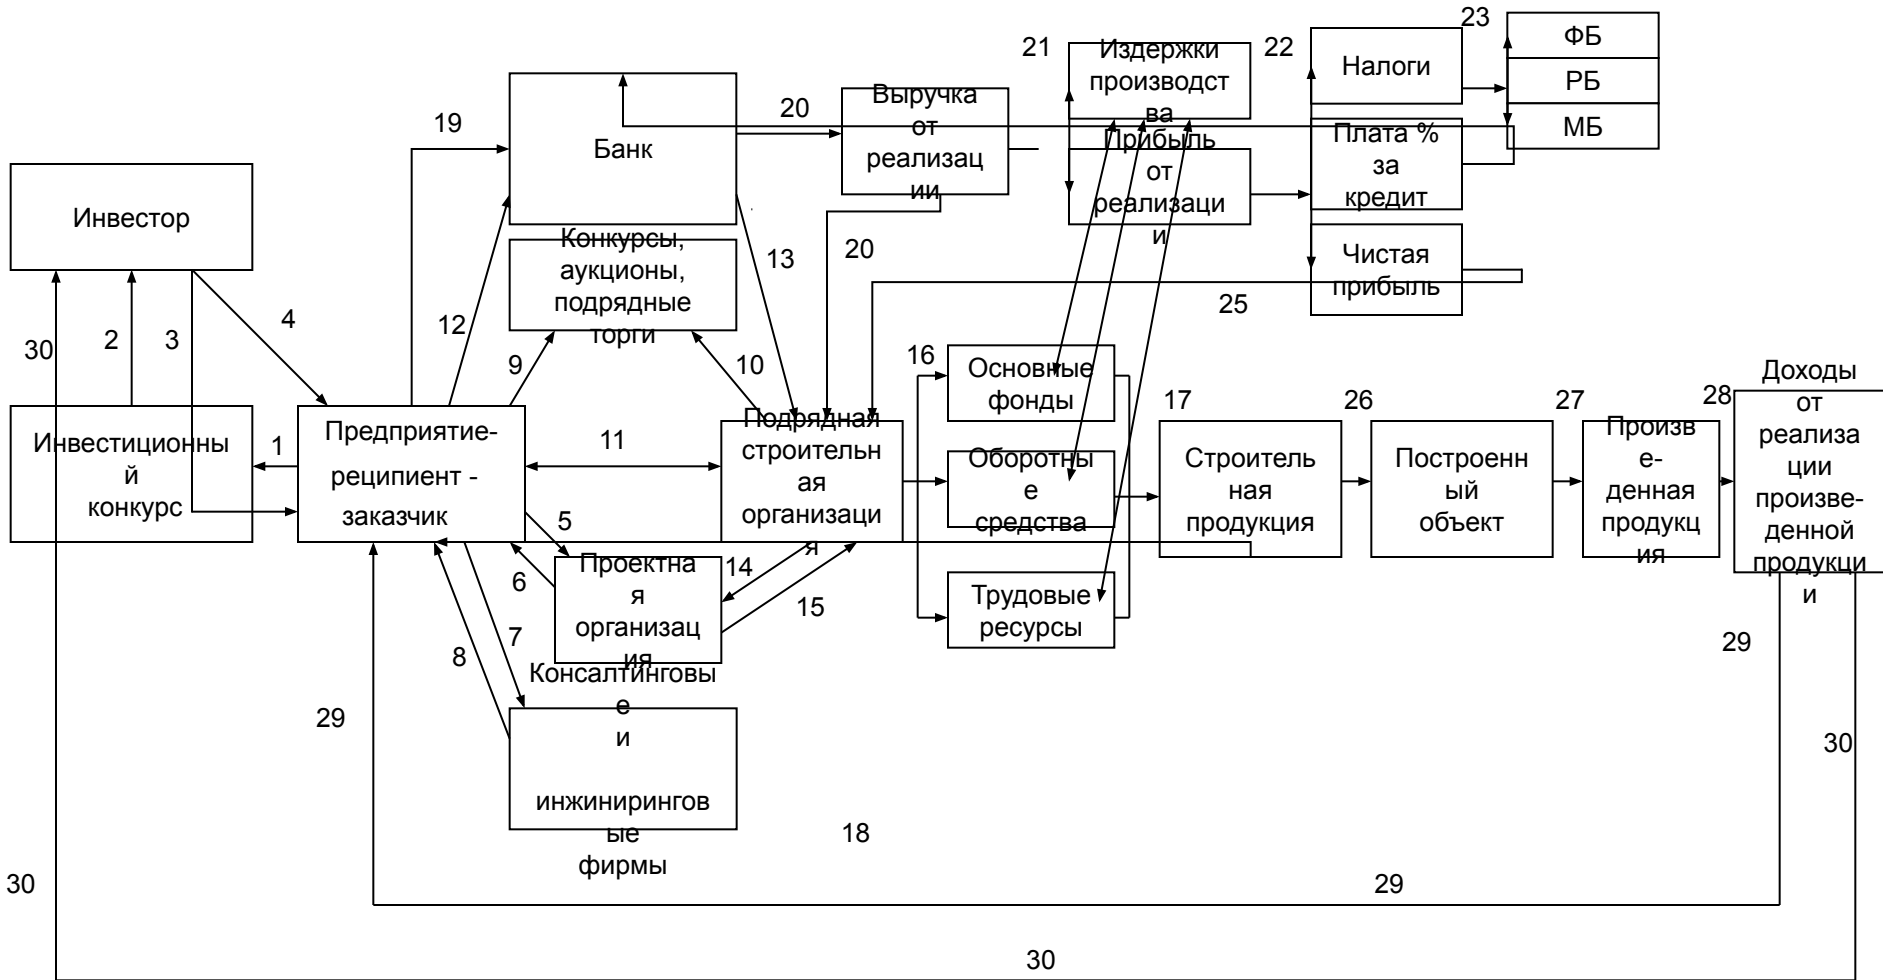 23
ФБ
21
Издержки
производст
ва
22
Налоги
РБ
МБ
19
20
Выручка
от
реализац
ии
Банк
Прибыль
от
реализаци
и
Плата %
за
кредит
Инвестор
Конкурсы,
аукционы,
подрядные
торги
13
20
Чистая
прибыль
25
4
12
2
3
30
9
10
16
Основные
фонды
Доходы
от
реализа
ции
произве-
денной
продукци
и
17
26
27
28
Инвестиционны
й
конкурс
1
Предприятие-
реципиент -
заказчик
11
Подрядная
строительн
ая
организаци
я
Оборотны
е
средства
Строитель
ная
продукция
Построенн
ый
объект
Произв
е-
денная
продукц
ия
5
6
Проектна
я
организац
ия
14
15
Трудовые
ресурсы
7
8
29
Консалтинговы
е
и
инжиниринговые
фирмы
29
30
18
30
29
30